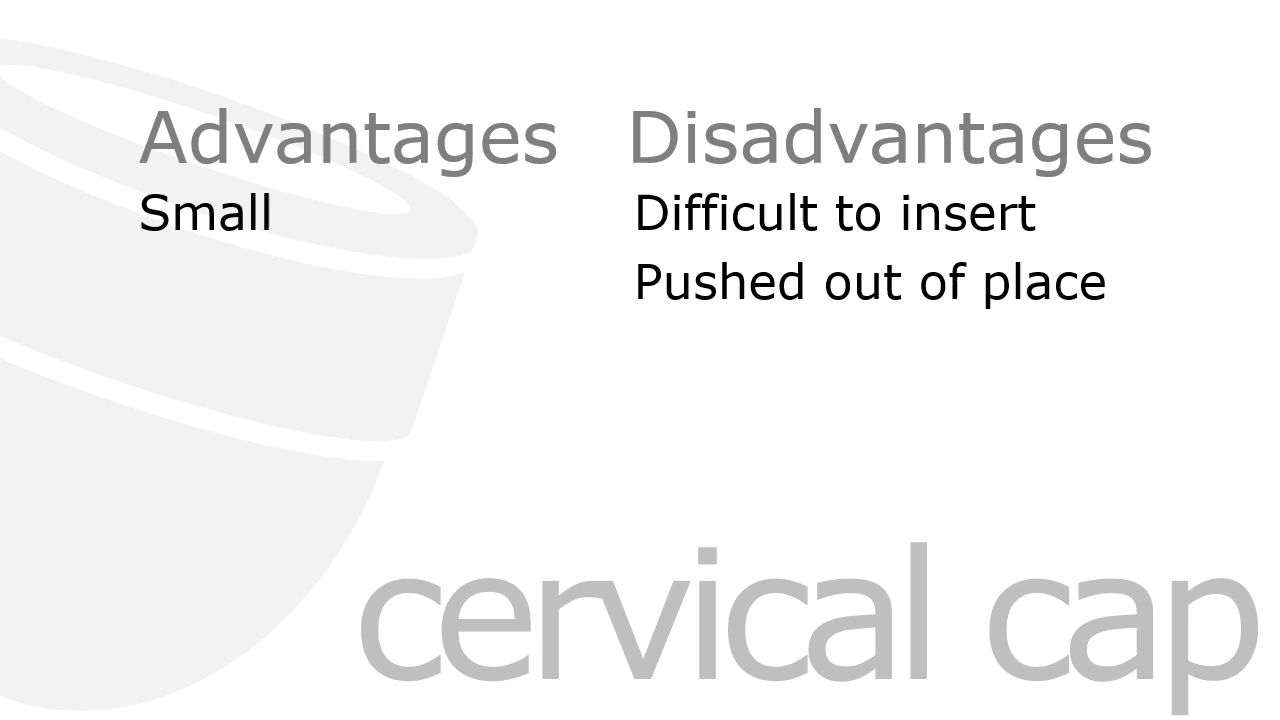 Advantages
Small
Disadvantages
Difficult to insert
Pushed out of place
cervical cap